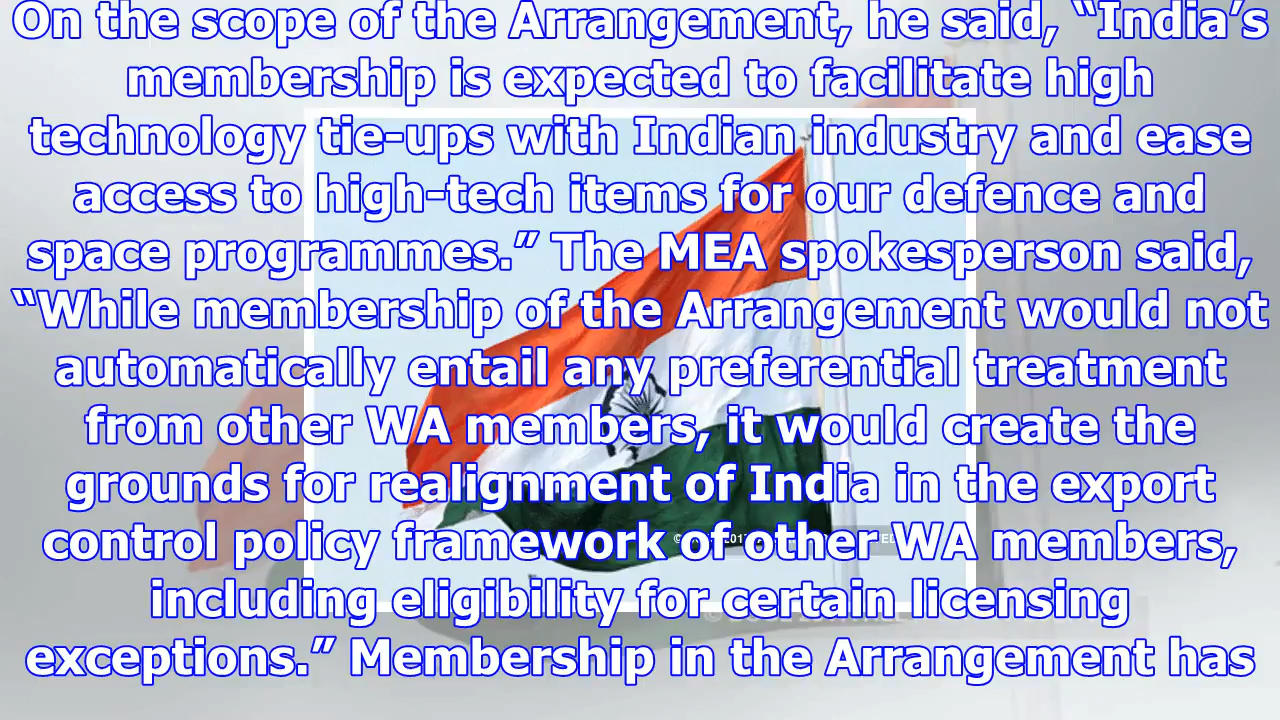 On the scope of the Arrangement, he said, “India’s
membership is expected to facilitate high
technology tie-ups with Indian industry and ease
access to high-tech items for our defence and
space programmes.” The MEA spokesperson said,
“While membership of the Arrangement would not
automatically entail any preferential treatment
from other WA members, it would create the
grounds for realignment of India in the export
control policy framework of other WA members,
including eligibility for certain licensing
exceptions.” Membership in the Arrangement has